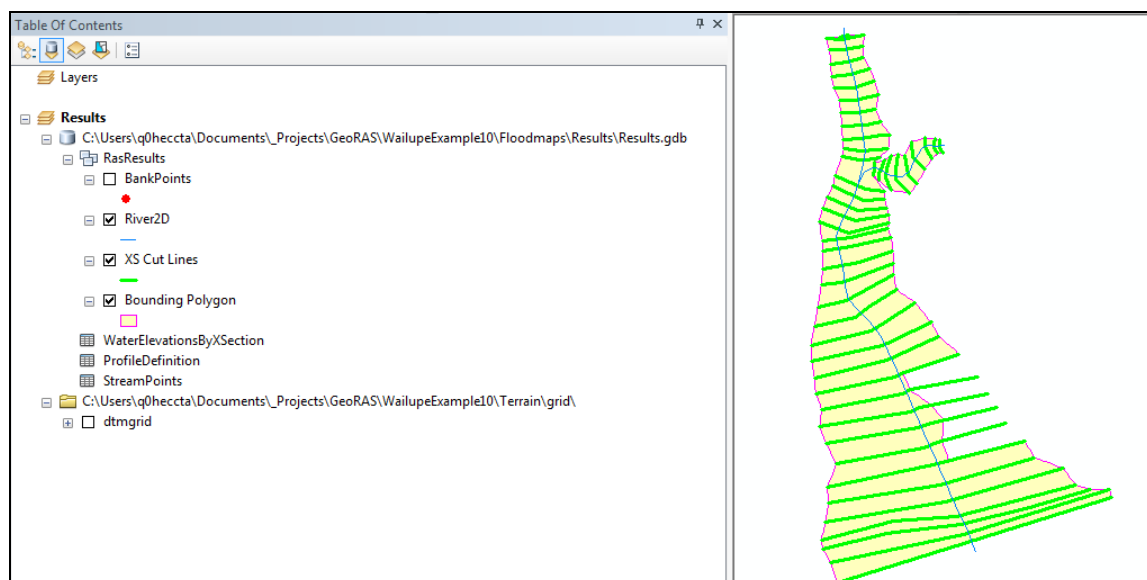 Table Of Contents
Layers
Results
C:\Users\q0heccta\Documents\_Projects\GeoRAS\WailupeExample10\Floodmaps\Results\Results.gdb
RasResults
BankPoints
River2D
XS Cut Lines
Bounding Polygon
WaterElevationsByXSection
ProfileDefinition
StreamPoints
C:\Users\q0heccta\Documents\_Projects\GeoRAS\WailupeExample10\Terrain\grid\
dtmgrid